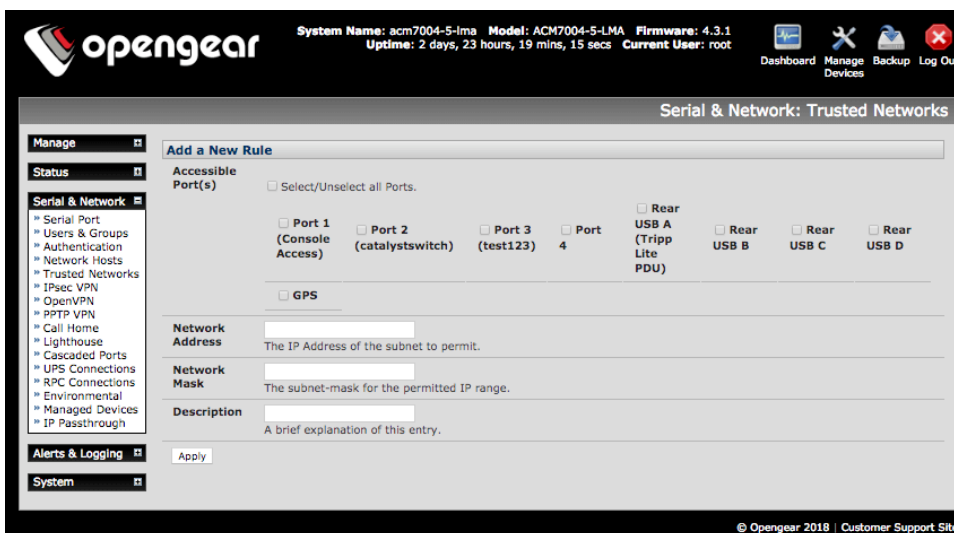 opengear
System Name: acm7004-5-lma Model: ACM7004-5-LMA Firmware: 4.3.1
Uptime: 2 days, 23 hours, 19 mins, 15 secs Current User: root
Dashboard
Manage
Devices
Backup
Log Ou
Serial & Network: Trusted Networks
Manage
Status
Serial & Network
Serial Port
Users & Groups
Authentication
Network Hosts
Trusted Networks
IPsec VPN
OpenVPN
PPTP VPN
Call Home
Lighthouse
Cascaded Ports
UPS Connections
RPC Connections
Environmental
Managed Devices
IP Passthrough
Alerts & Logging
System
Add a New Rule
Accessible
Port(s)
Select/Unselect all Ports.
Port 1
(Console
Access)
Port 2
(catalystswitch)
Port 3
(test123)
Port
4
Rear
USB A
(Tripp
Lite
PDU)
Rear
USB B
Rear
USB C
Rear
USB D
GPS
Network
Address
The IP Address of the subnet to permit.
Network
Mask
The subnet-mask for the permitted IP range.
Description
A brief explanation of this entry.
Apply
© Opengear 2018 | Customer Support Site